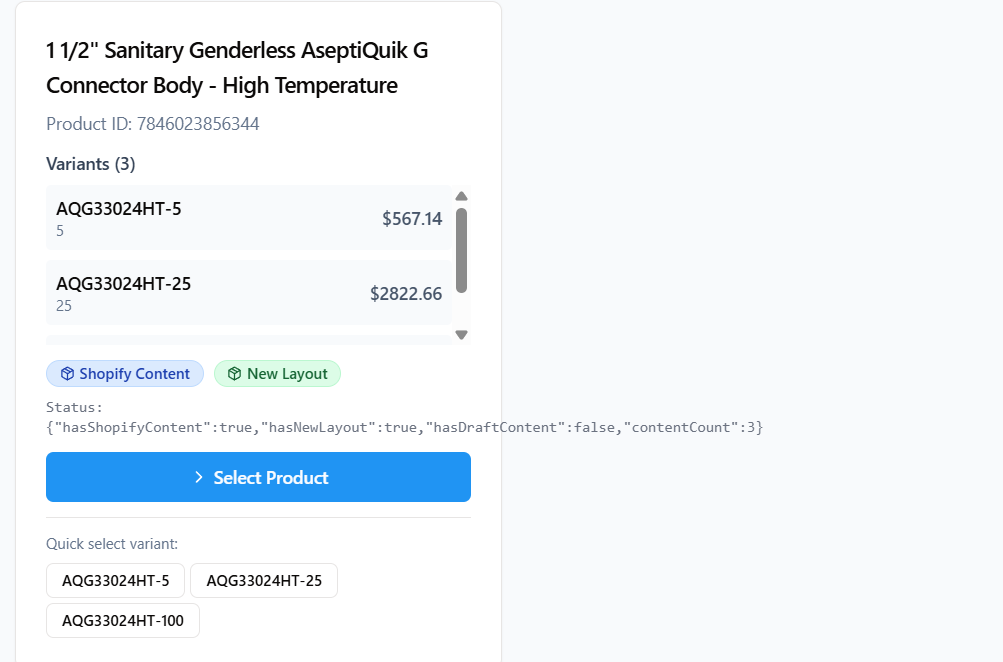 1 1/2" Sanitary Genderless AseptiQuik G
Connector Body - High Temperature
Product ID: 7846023856344
Variants (3)
AQG33024HT-5
5
$567.14
AQG33024HT-25
25
$2822.66
Shopify Content
New Layout
Status:
{"hasShopifyContent":true,"hasNewLayout":true,"hasDraftContent":false,"contentCount":3}
Select Product
Quick select variant:
AQG33024HT-5
AQG33024HT-25
AQG33024HT-100